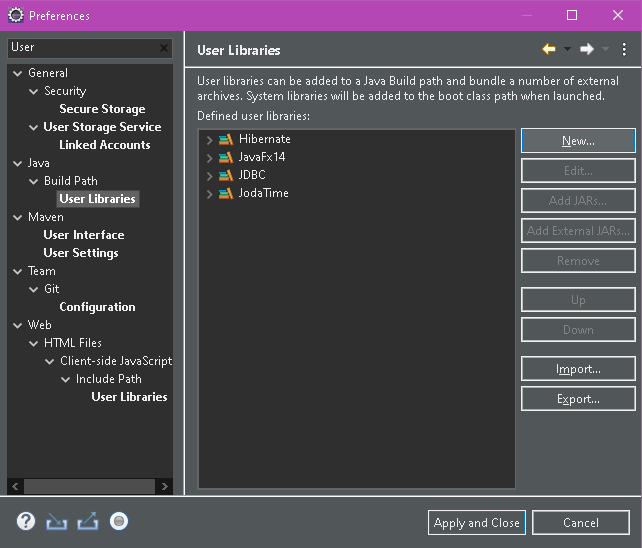 Preferences
User
General
Security
Secure Storage
User Storage Service
Linked Accounts
Java
Build Path
User Libraries
Maven
User Interface
User Settings
Team
Git
Configuration
Web
HTML Files
Client-side JavaScript
Include Path
User Libraries
User Libraries
User libraries can be added to a Java Build path and bundle a number of external
archives. System libraries will be added to the boot class path when launched.
Defined user libraries:
Hibernate
JavaFx14
JDBC
JodaTime
New...
Edit...
Add JARs...
Add External JARs...
Remove
Up
Down
Import...
Export...
Apply and Close
Cancel